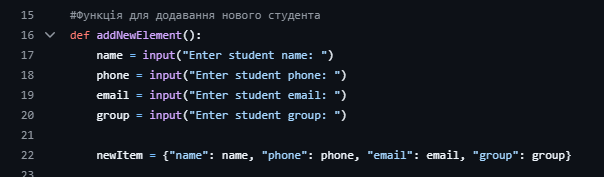 15 #Функція для додавання нового студента
16 def addNewElement():
17 name = input("Enter student name: ")
18 phone = input("Enter student phone: ")
19 email = input("Enter student email: ")
20 group = input("Enter student group: ")
21
22 newItem = {"name": name, "phone": phone, "email": email, "group": group}
23